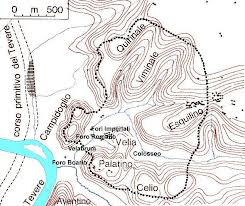 0 m 500
Quirinale
Viminale
corso primitivo del Tevere
Campidoglio
Esquilino
Fori Imperiali
Foro Romano
Velia
Velabrum
Colosseo
Foro Boario
Palatino
Tevere
Celio
Aventino